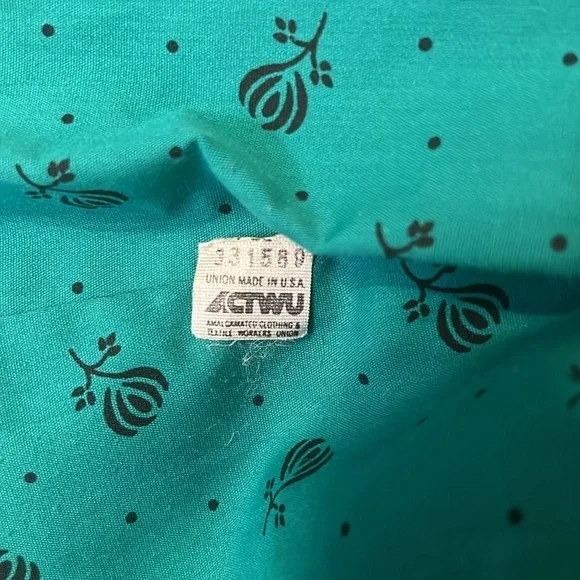 331589
UNION MADE IN U.S.A.
ACTWU
AMALGAMATED CLOTHING &
TEXTILE WORKERS UNION